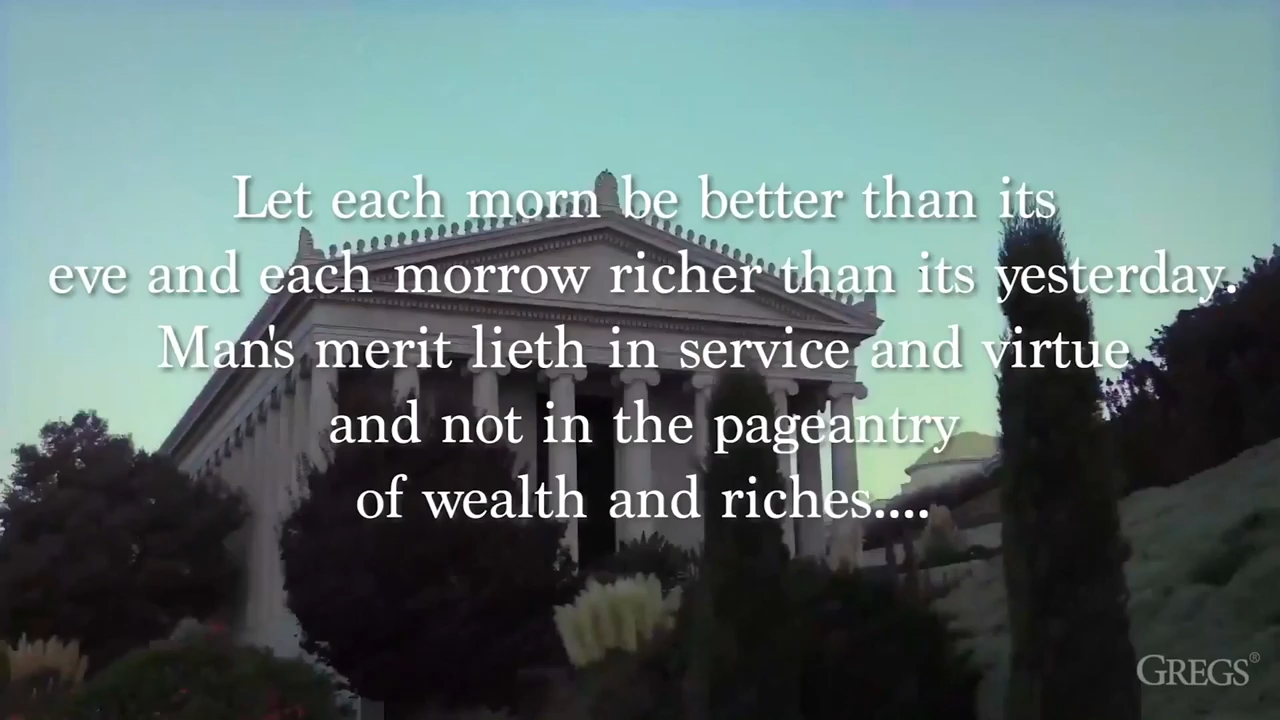 Let each morn be better than its
eve and each morrow richer than its yesterday.
Man's merit lieth in service and virtue
and not in the pageantry
of wealth and riches....
GREGS®